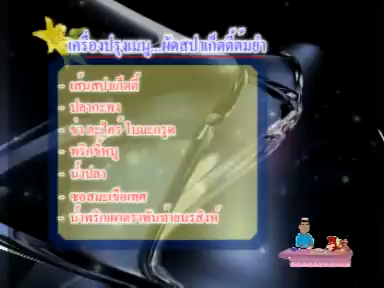 เครื่องปรุงเมนู...ผัดสปาเก็ตตี้ต้มยำ
- เส้นสปาเก็ตตี้
- ปลากะพง
- ข่า ตะไคร้ ใบมะกรูด
- พริกขี้หนู
- น้ำปลา
- ซอสมะเขือเทศ
- น้ำพริกเผาตราพันท้ายนรสิงห์